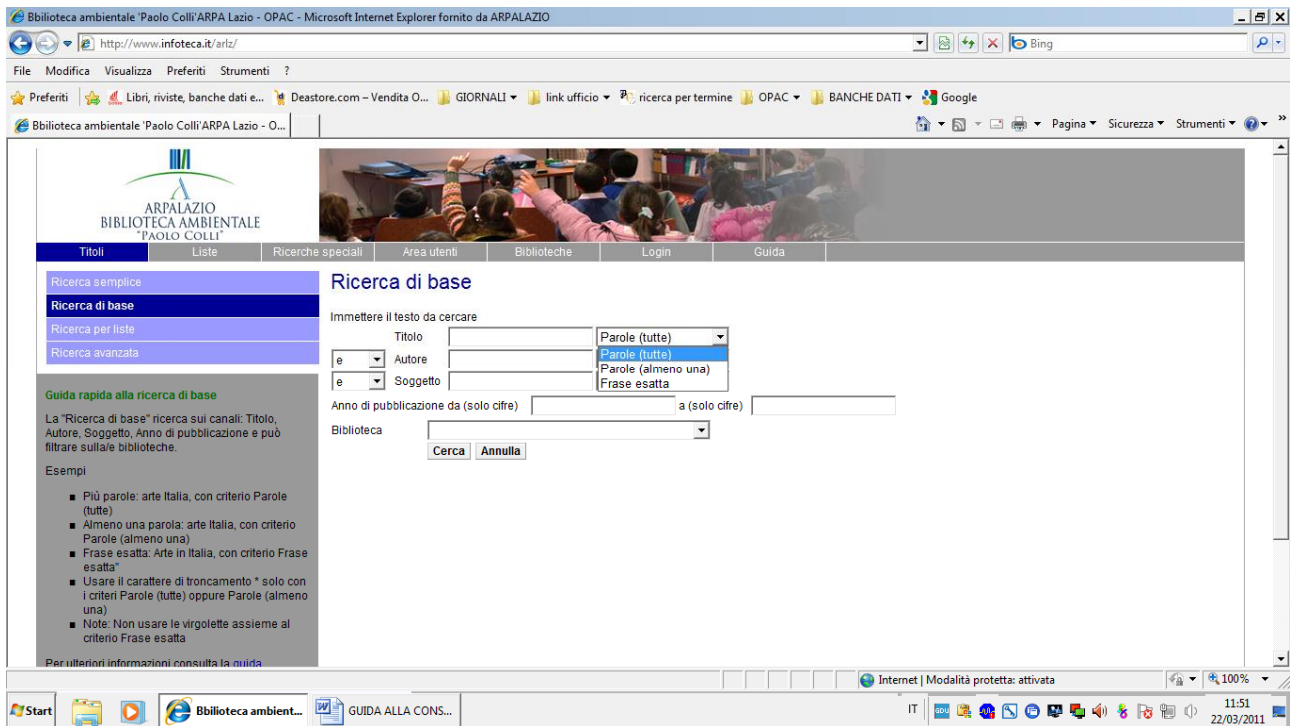 Bbilioteca ambientale 'Paolo Colli'ARPA Lazio - OPAC - Microsoft Internet Explorer fornito da ARPALAZIO
http://www.infoteca.it/arlz/
Bing
File Modifica Visualizza Preferiti Strumenti ?
Preferiti Libri, riviste, banche dati e... Deastore.com – Vendita O... GIORNALI link ufficio ricerca per termine OPAC BANCHE DATI Google
Bbilioteca ambientale 'Paolo Colli'ARPA Lazio - O...
Pagina Sicurezza Strumenti »
ARPALAZIO
BIBLIOTECA AMBIENTALE
"PAOLO COLLI"
Titoli Liste Ricerche speciali Area utenti Biblioteche Login Guida
Ricerca semplice
Ricerca di base
Ricerca per liste
Ricerca avanzata
Guida rapida alla ricerca di base
La "Ricerca di base" ricerca sui canali: Titolo,
Autore, Soggetto, Anno di pubblicazione e può
filtrare sulla/e biblioteche.
Esempi
Più parole: arte Italia, con criterio Parole
(tutte)
Almeno una parola: arte Italia, con criterio
Parole (almeno una)
Frase esatta: Arte in Italia, con criterio Frase
esatta"
Usare il carattere di troncamento * solo con
i criteri Parole (tutte) oppure Parole (almeno
una)
Note: Non usare le virgolette assieme al
criterio Frase esatta
Per ulteriori informazioni consulta la guida
Ricerca di base
Immettere il testo da cercare
Titolo Parole (tutte)
e Autore Parole (tutte)
Parole (almeno una)
e Soggetto Frase esatta
Anno di pubblicazione da (solo cifre) a (solo cifre)
Biblioteca
Cerca Annulla
Internet | Modalità protetta: attivata 100%
Start Bbilioteca ambient... GUIDA ALLA CONS... IT 11:51
22/03/2011